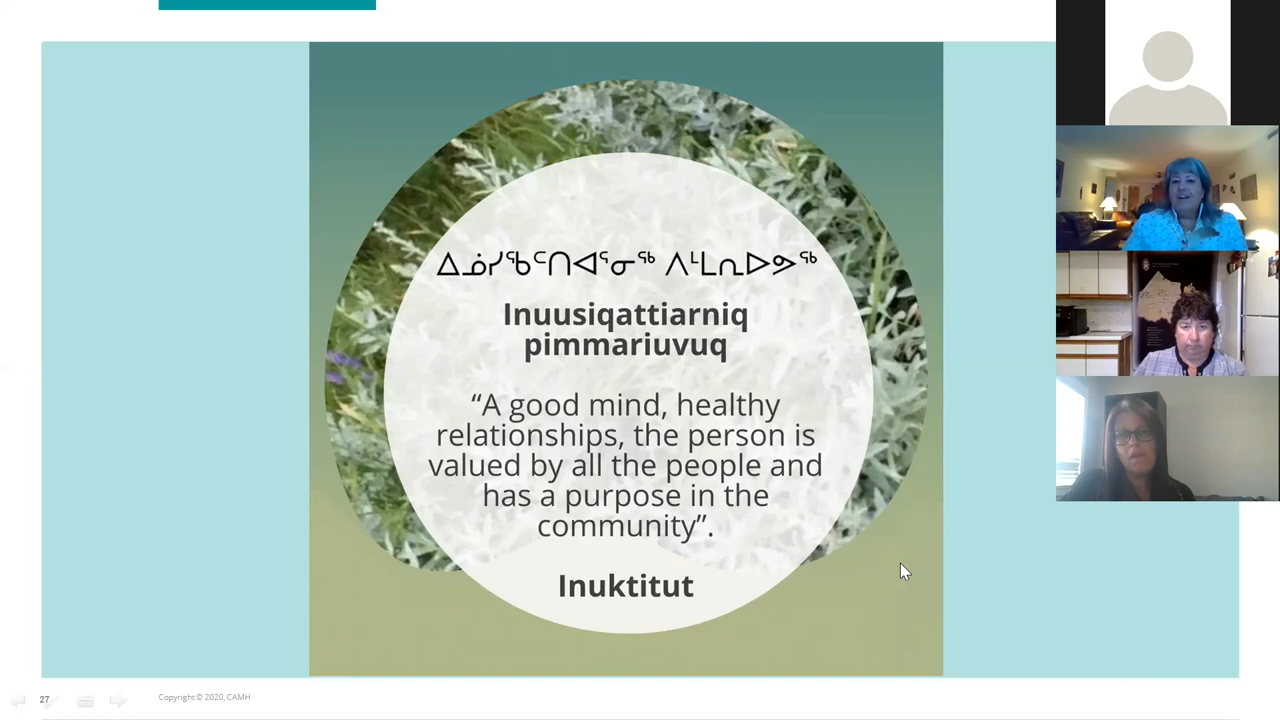 ᐃᓅᓯᖃᑦᑎᐊᕐᓂᖅ ᐱᒻᒪᕆᐅᕗᖅ
Inuusiqattiarniq
pimmariuvuq
“A good mind, healthy
relationships, the person is
valued by all the people and
has a purpose in the
community”.
Inuktitut
27
Copyright © 2020, CAMH